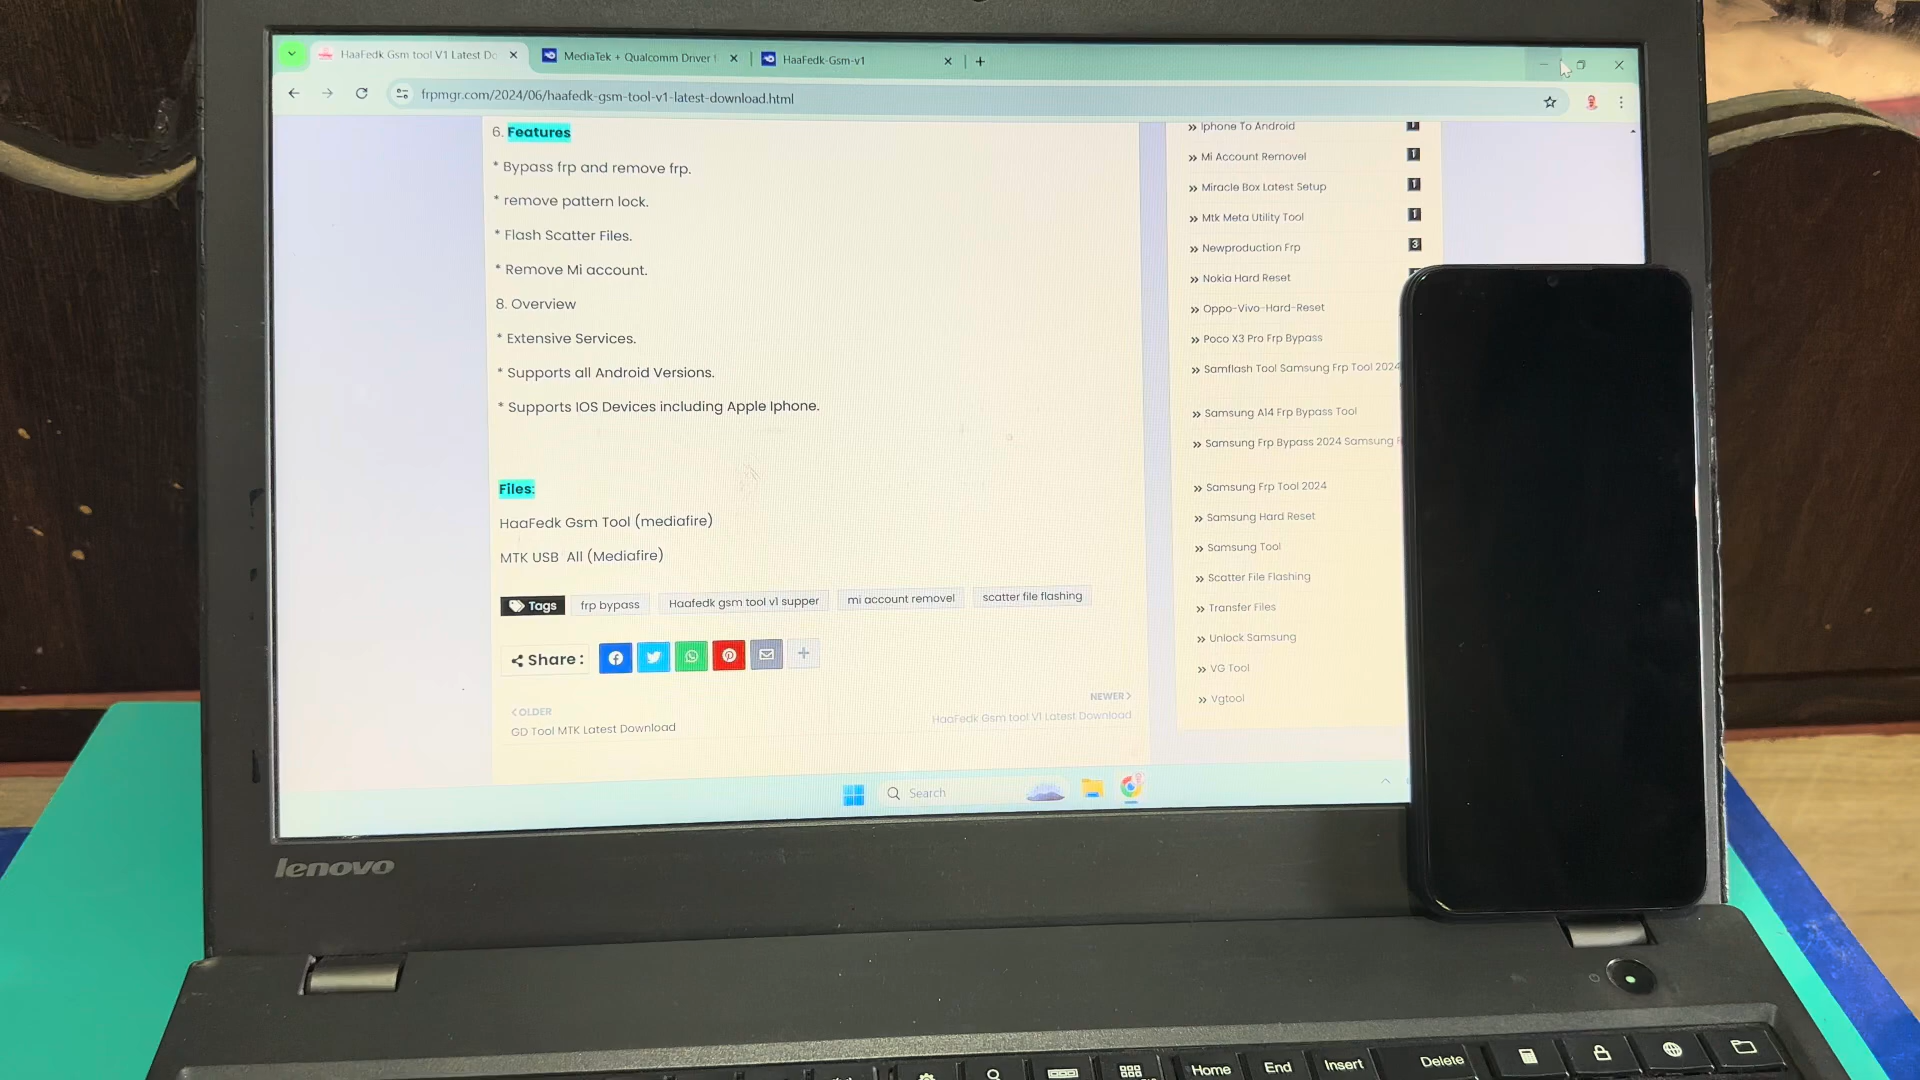 HaaFedk Gsm tool V1 Latest Do
MediaTek + Qualcomm Driver
HaaFedk-Gsm-v1
frpmgr.com/2024/06/haafedk-gsm-tool-v1-latest-download.html
6. Features
* Bypass frp and remove frp.
* remove pattern lock.
* Flash Scatter Files.
* Remove Mi account.
8. Overview
* Extensive Services.
* Supports all Android Versions.
* Supports IOS Devices including Apple Iphone.
Files:
HaaFedk Gsm Tool (mediafire)
MTK USB All (Mediafire)
Tags
frp bypass
Haafedk gsm tool v1 supper
mi account removel
scatter file flashing
Share :
< OLDER
GD Tool MTK Latest Download
NEWER >
HaaFedk Gsm tool V1 Latest Download
» Iphone To Android
» Mi Account Removel 1
» Miracle Box Latest Setup 1
» Mtk Meta Utility Tool 1
» Newproduction Frp 3
» Nokia Hard Reset
» Oppo-Vivo-Hard-Reset
» Poco X3 Pro Frp Bypass
» Samflash Tool Samsung Frp Tool 2024
» Samsung A14 Frp Bypass Tool
» Samsung Frp Bypass 2024 Samsung
» Samsung Frp Tool 2024
» Samsung Hard Reset
» Samsung Tool
» Scatter File Flashing
» Transfer Files
» Unlock Samsung
» VG Tool
» Vgtool
Search
lenovo
Home
End
Insert
Delete